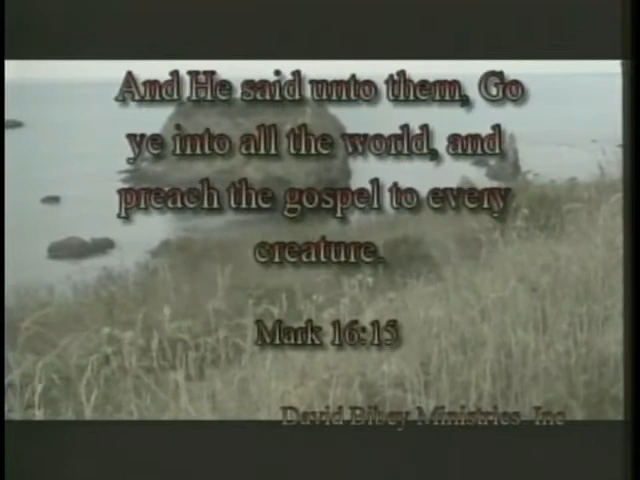 And He said unto them, Go
ye into all the world, and
preach the gospel to every
creature.
Mark 16:15
David Bibey Ministries Inc